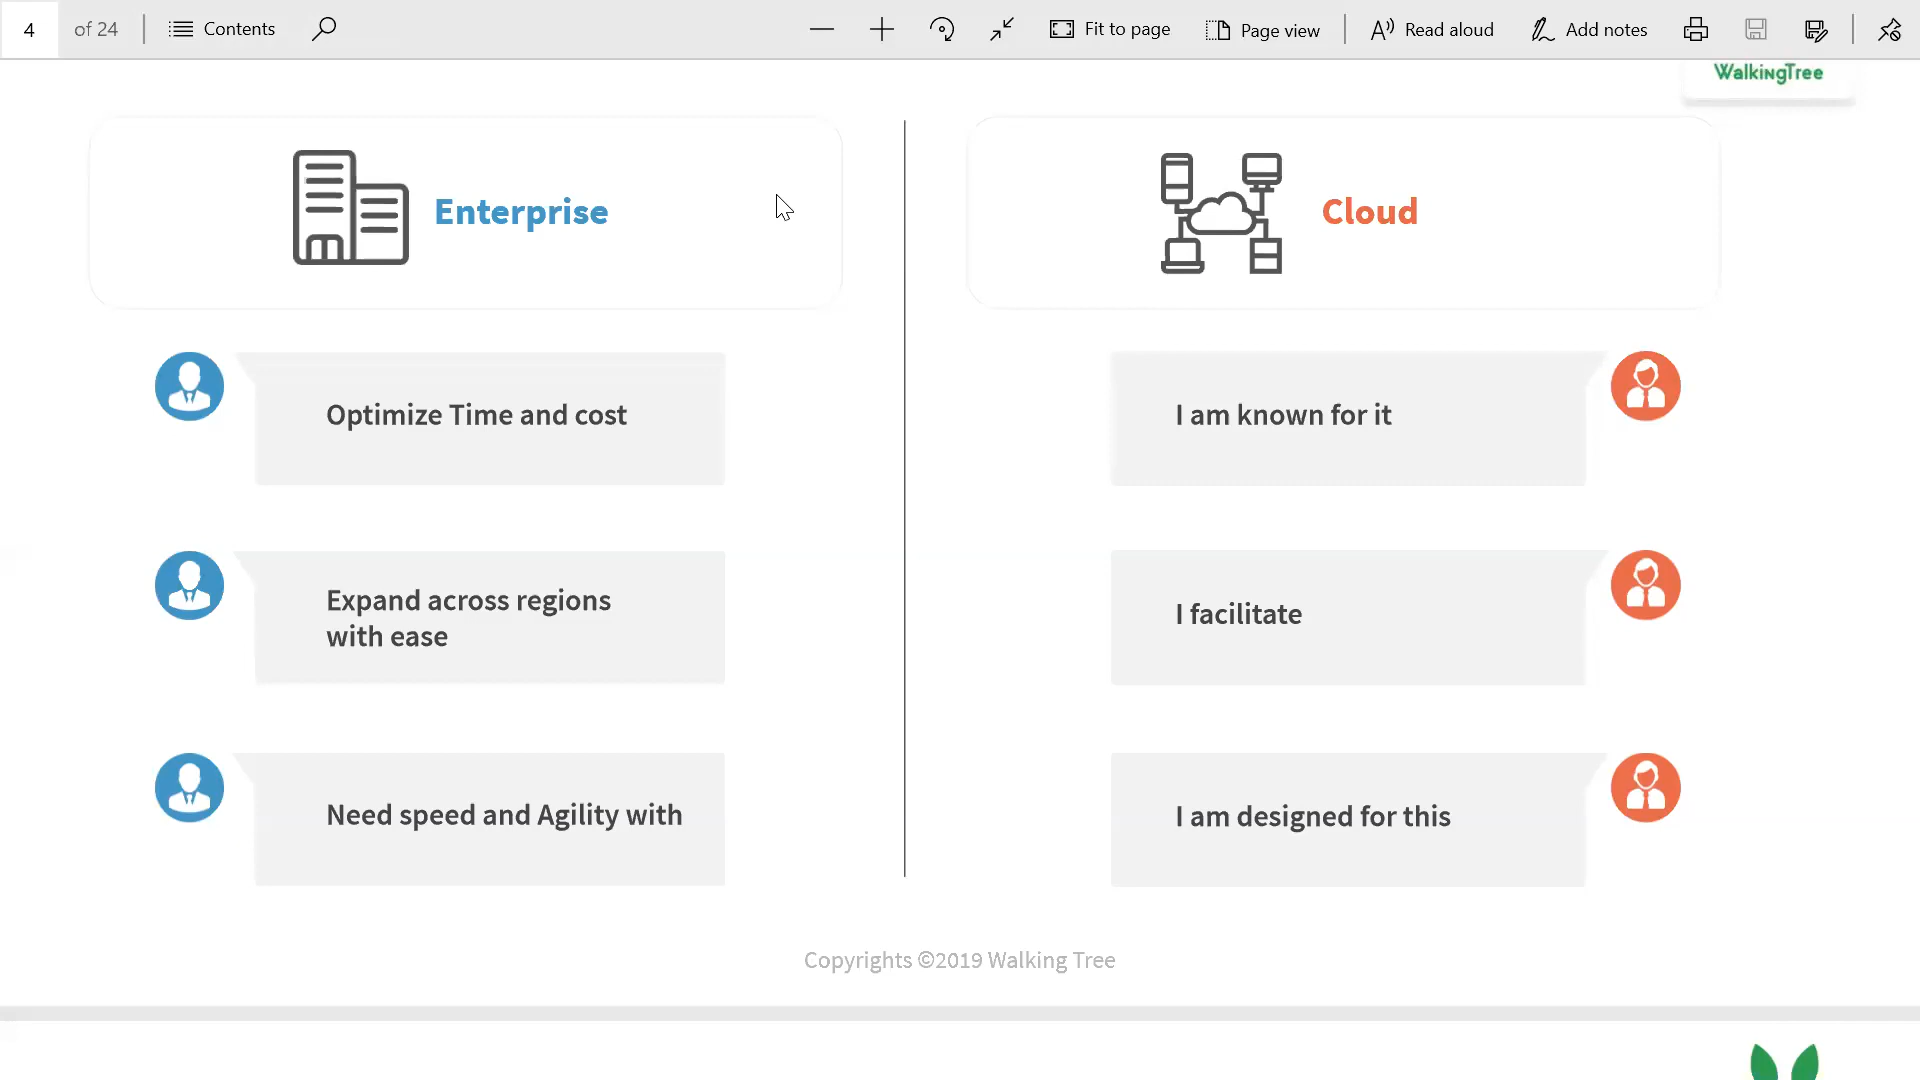 4 of 24 Contents Fit to page Page view Read aloud Add notes
WalkingTree
Enterprise
Cloud
Optimize Time and cost
I am known for it
Expand across regions
with ease
I facilitate
Need speed and Agility with
I am designed for this
Copyrights ©2019 Walking Tree